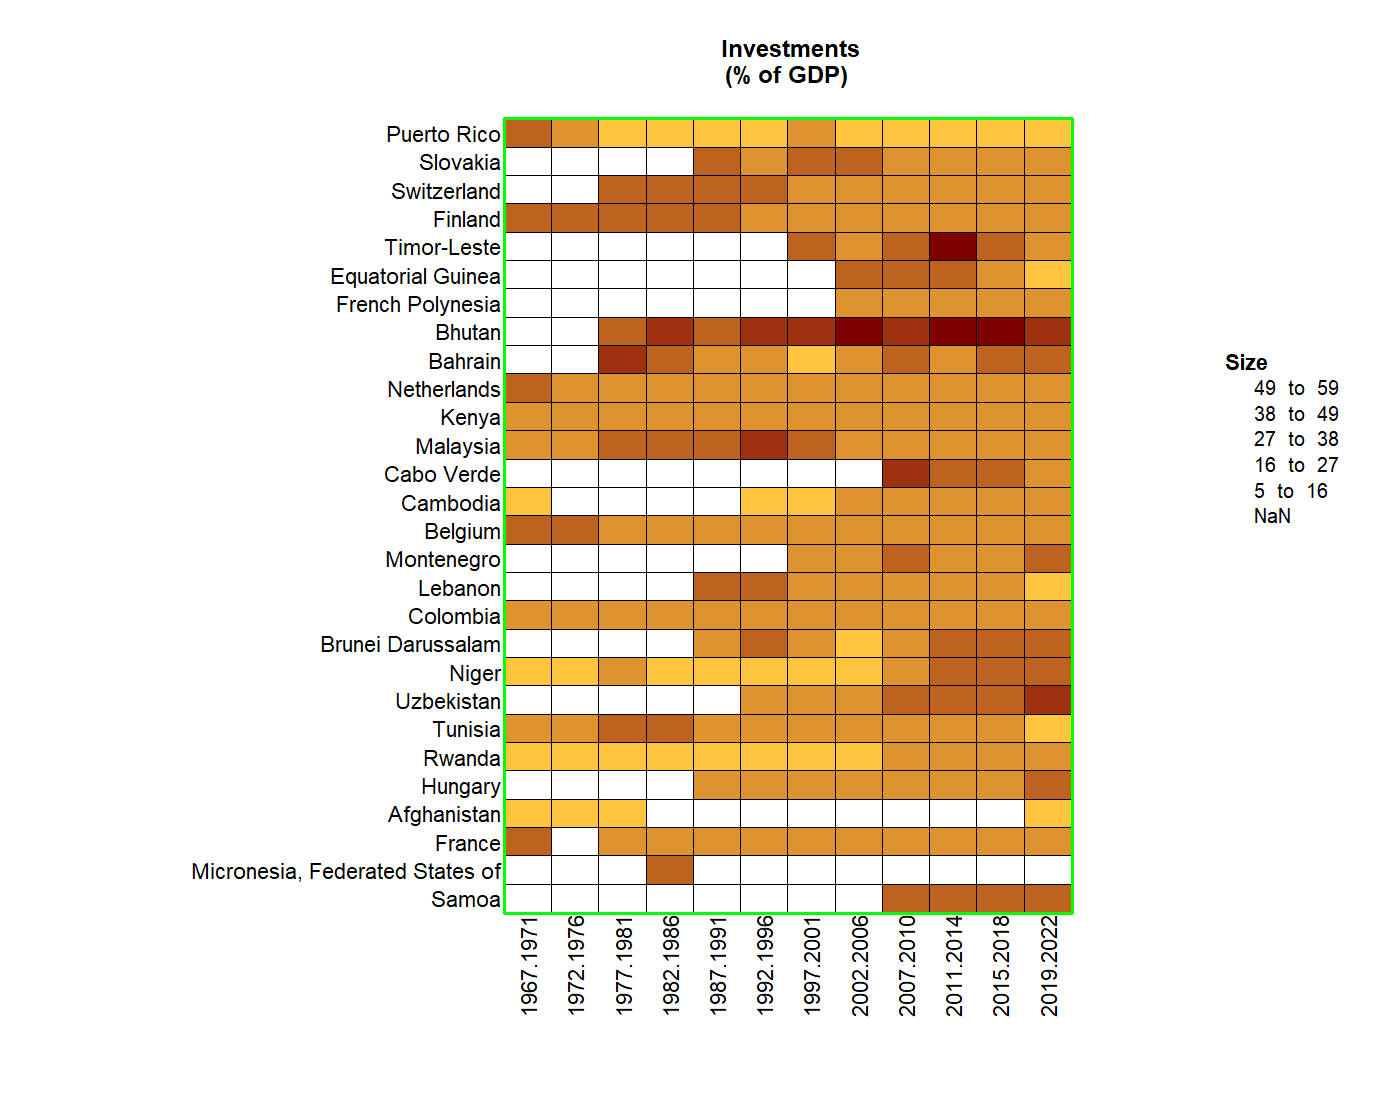 Investments
(% of GDP)
Puerto Rico
Slovakia
Switzerland
Finland
Timor-Leste
Equatorial Guinea
French Polynesia
Bhutan
Bahrain
Netherlands
Kenya
Malaysia
Cabo Verde
Cambodia
Belgium
Montenegro
Lebanon
Colombia
Brunei Darussalam
Niger
Uzbekistan
Tunisia
Rwanda
Hungary
Afghanistan
France
Micronesia, Federated States of
Samoa
1967.1971
1972.1976
1977.1981
1982.1986
1987.1991
1992.1996
1997.2001
2002.2006
2007.2010
2011.2014
2015.2018
2019.2022
Size
49 to 59
38 to 49
27 to 38
16 to 27
5 to 16
NaN